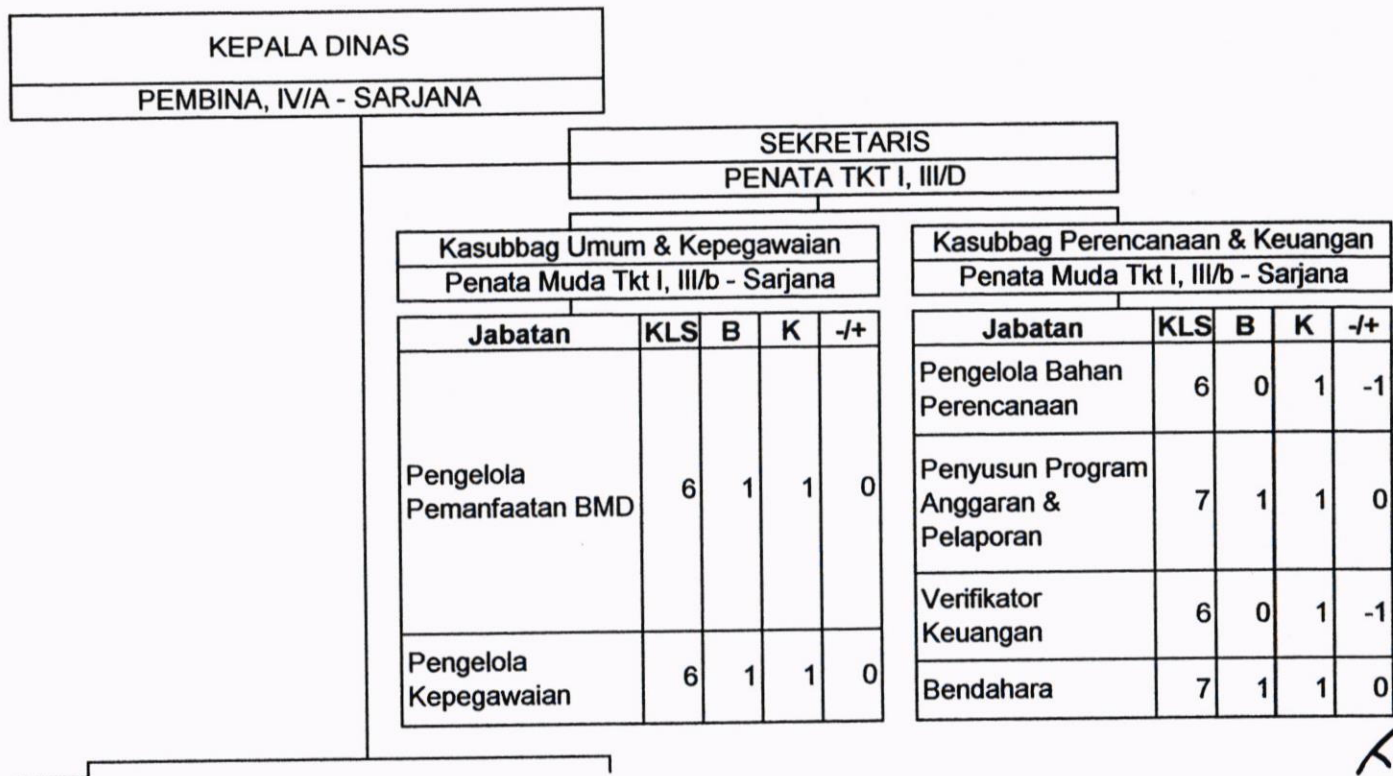 KEPALA DINAS
PEMBINA, IV/A - SARJANA
SEKRETARIS
PENATA TKT I, III/D
Kasubbag Umum & Kepegawaian
Penata Muda Tkt I, III/b - Sarjana
Jabatan KLS B K -/+
Pengelola
Pemanfaatan BMD 6 1 1 0
Pengelola
Kepegawaian 6 1 1 0
Kasubbag Perencanaan & Keuangan
Penata Muda Tkt I, III/b - Sarjana
Jabatan KLS B K -/+
Pengelola Bahan
Perencanaan 6 0 1 -1
Penyusun Program
Anggaran &
Pelaporan 7 1 1 0
Verifikator
Keuangan 6 0 1 -1
Bendahara 7 1 1 0